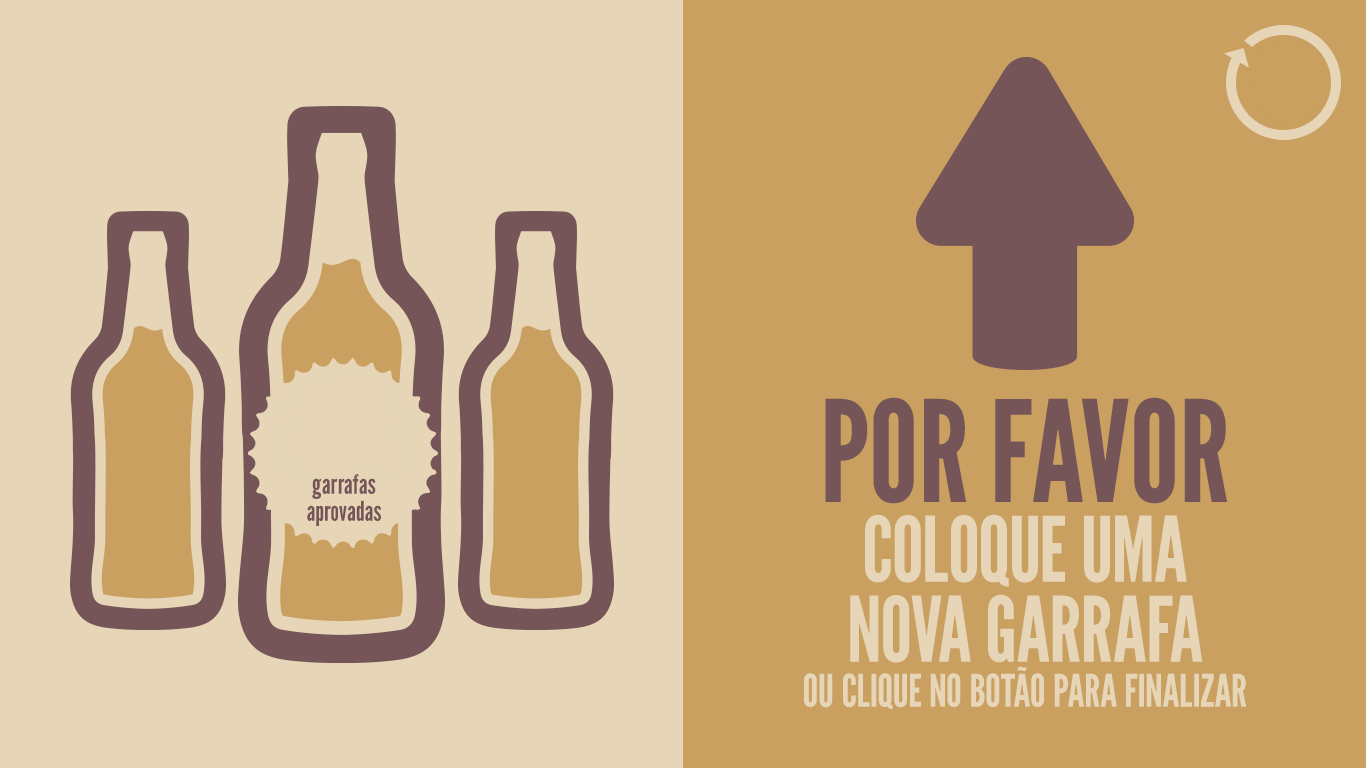 garrafas
aprovadas
POR FAVOR
COLOQUE UMA
NOVA GARRAFA
OU CLIQUE NO BOTÃO PARA FINALIZAR